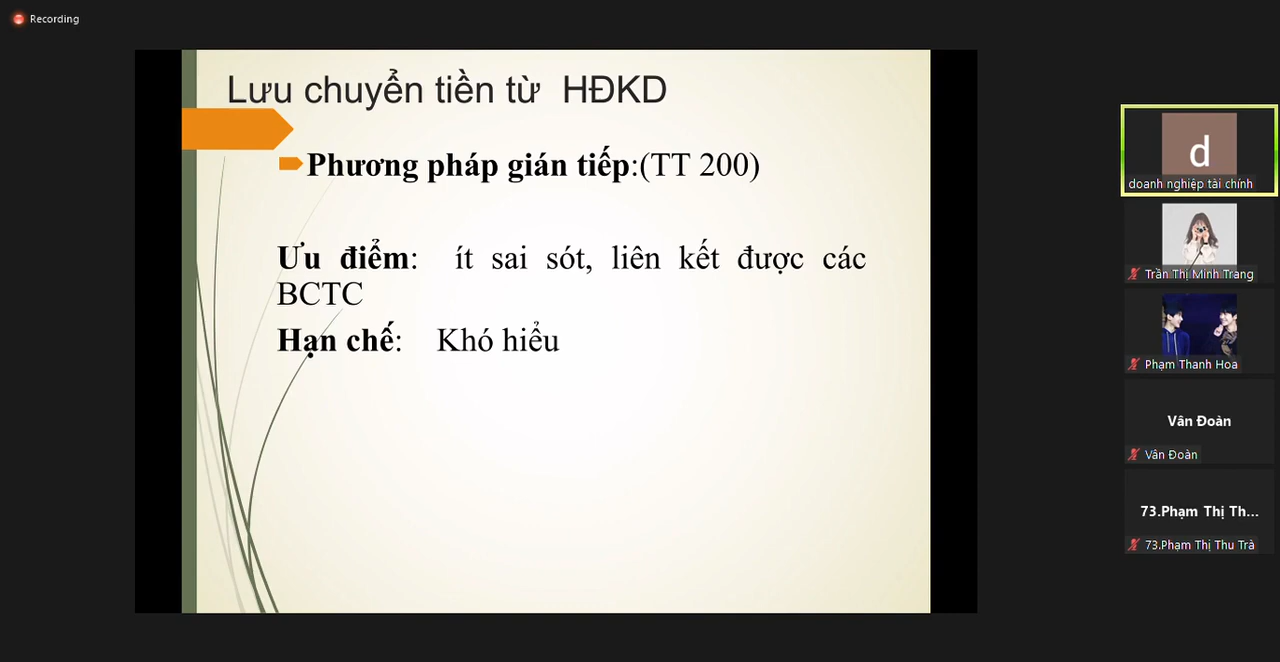 Recording
Lưu chuyển tiền từ HĐKD
Phương pháp gián tiếp:(TT 200)
Ưu điểm: ít sai sót, liên kết được các
BCTC
Hạn chế: Khó hiểu
d
doanh nghiệp tài chính
Trần Thị Minh Trang
Phạm Thanh Hoa
Vân Đoàn
Vân Đoàn
73.Phạm Thị Th...
73.Phạm Thị Thu Trà